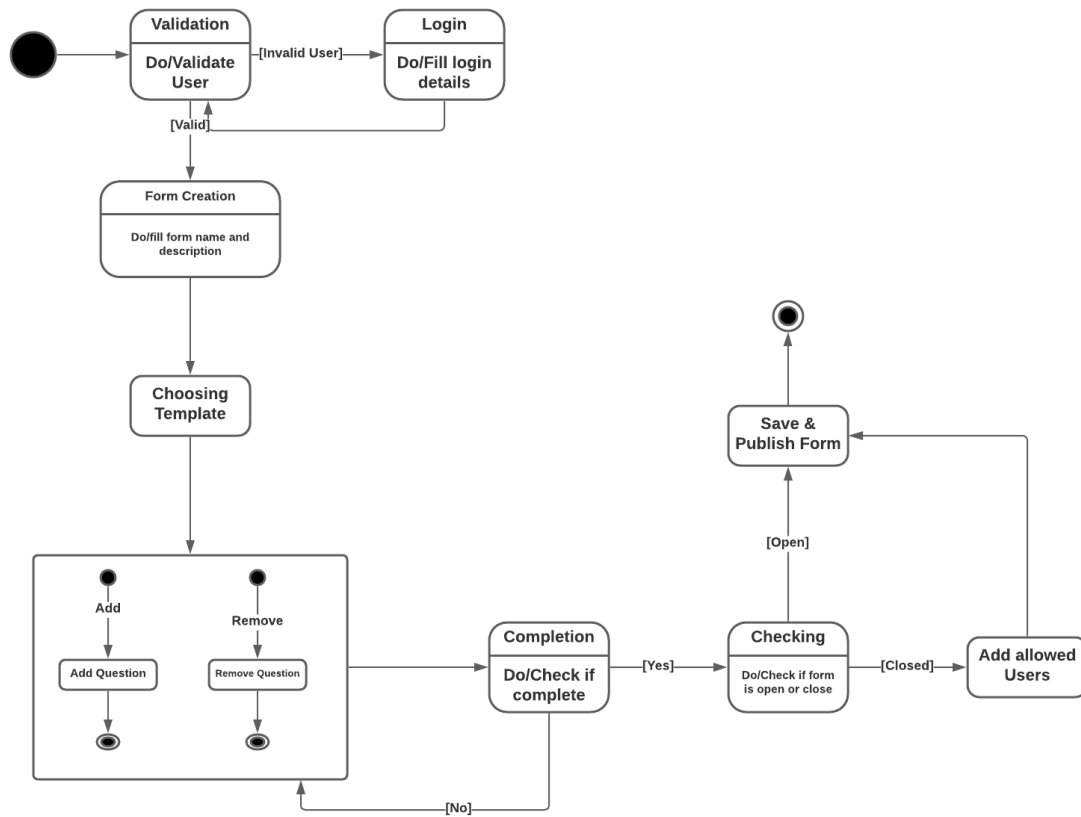 Validation
Do/Validate
User
[Invalid User]
Login
Do/Fill login
details
[Valid]
Form Creation
Do/fill form name and
description
Choosing
Template
Add
Add Question
Remove
Remove Question
Completion
Do/Check if
complete
[Yes]
[No]
Checking
Do/Check if form
is open or close
[Open]
[Closed]
Save &
Publish Form
Add allowed
Users